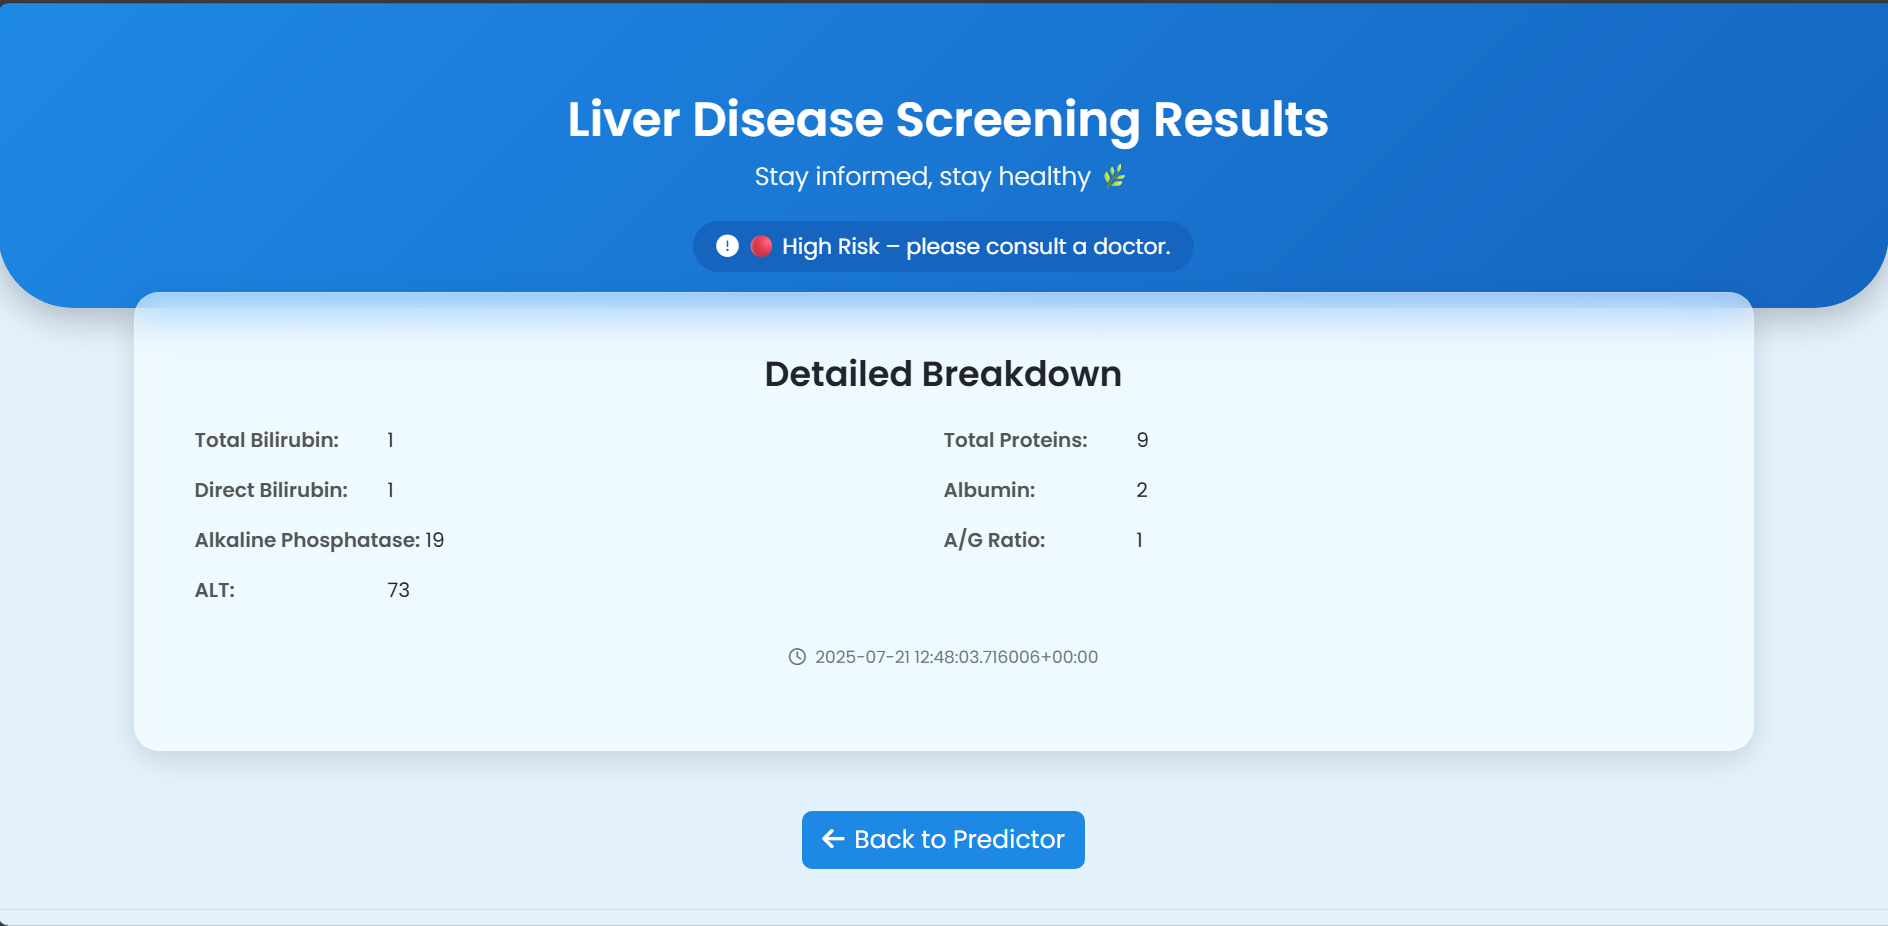 Liver Disease Screening Results
Stay informed, stay healthy 🌿
🔴 High Risk – please consult a doctor.
Detailed Breakdown
Total Bilirubin: 1
Direct Bilirubin: 1
Alkaline Phosphatase: 19
ALT: 73
Total Proteins: 9
Albumin: 2
A/G Ratio: 1
2025-07-21 12:48:03.716006+00:00
← Back to Predictor